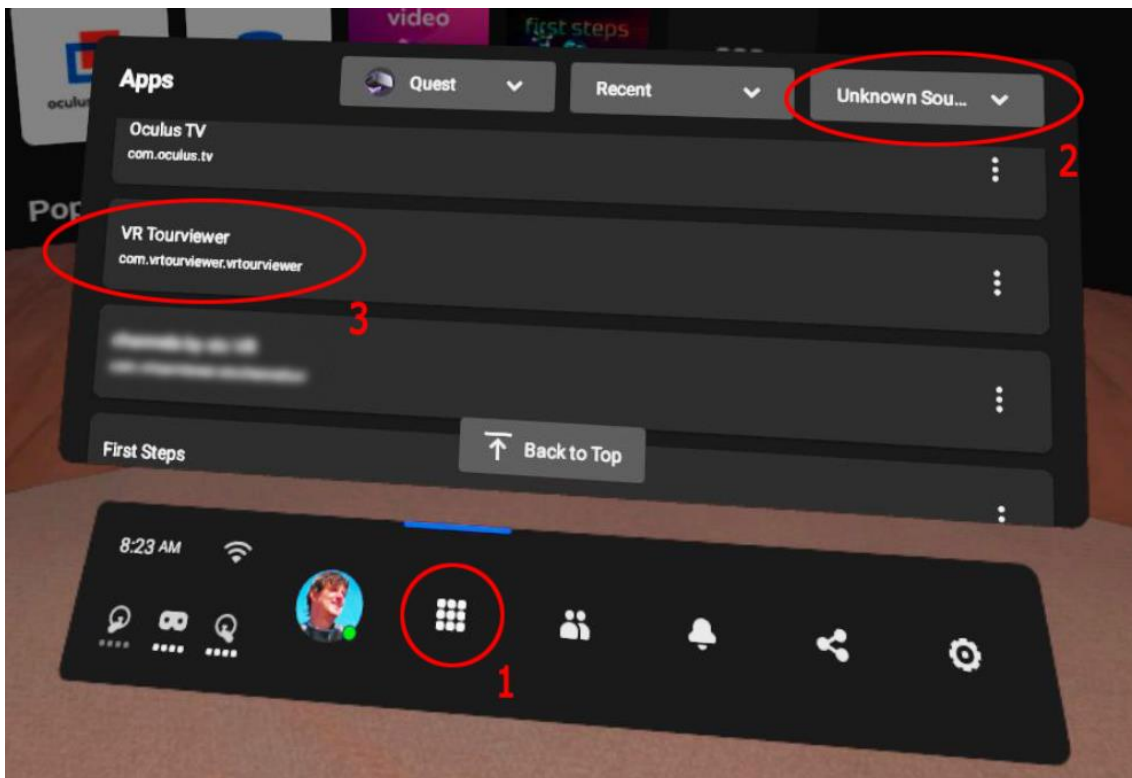 video
first steps
oculus
Apps
Quest
Recent
Unknown Sou...
2
Oculus TV
com.oculus.tv
Pop
VR Tourviewer
com.vrtourviewer.vrtourviewer
3
First Steps
Back to Top
8:23 AM
1